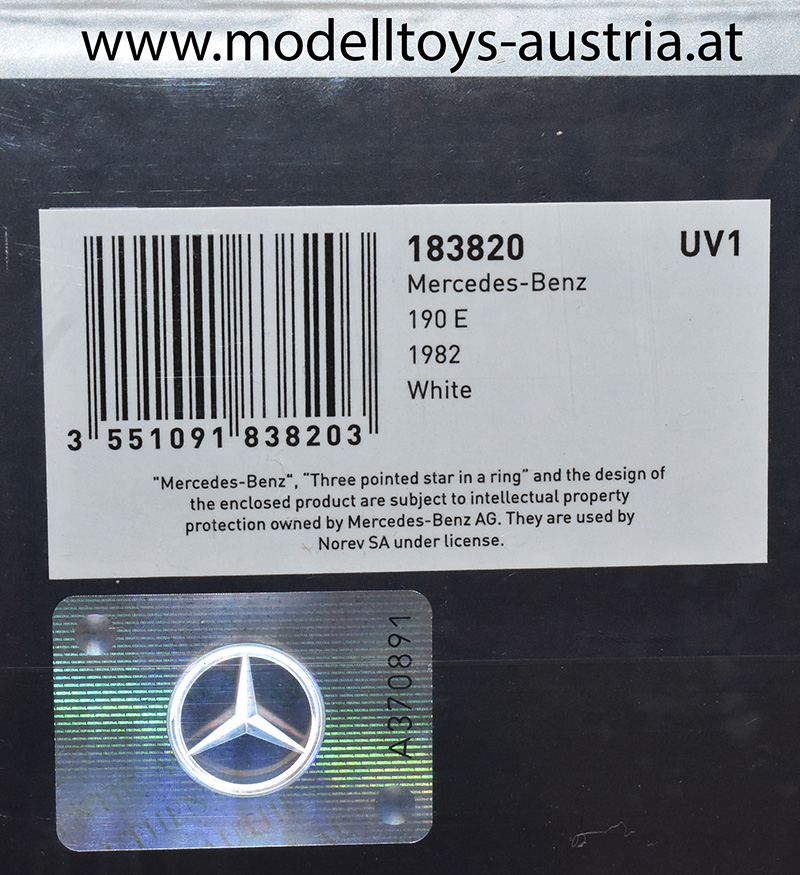 www.modelltoys-austria.at
183820
UV1
Mercedes-Benz
190 E
1982
White
3 551091 838203
"Mercedes-Benz", "Three pointed star in a ring" and the design of
the enclosed product are subject to intellectual property
protection owned by Mercedes-Benz AG. They are used by
Norev SA under license.
A370891